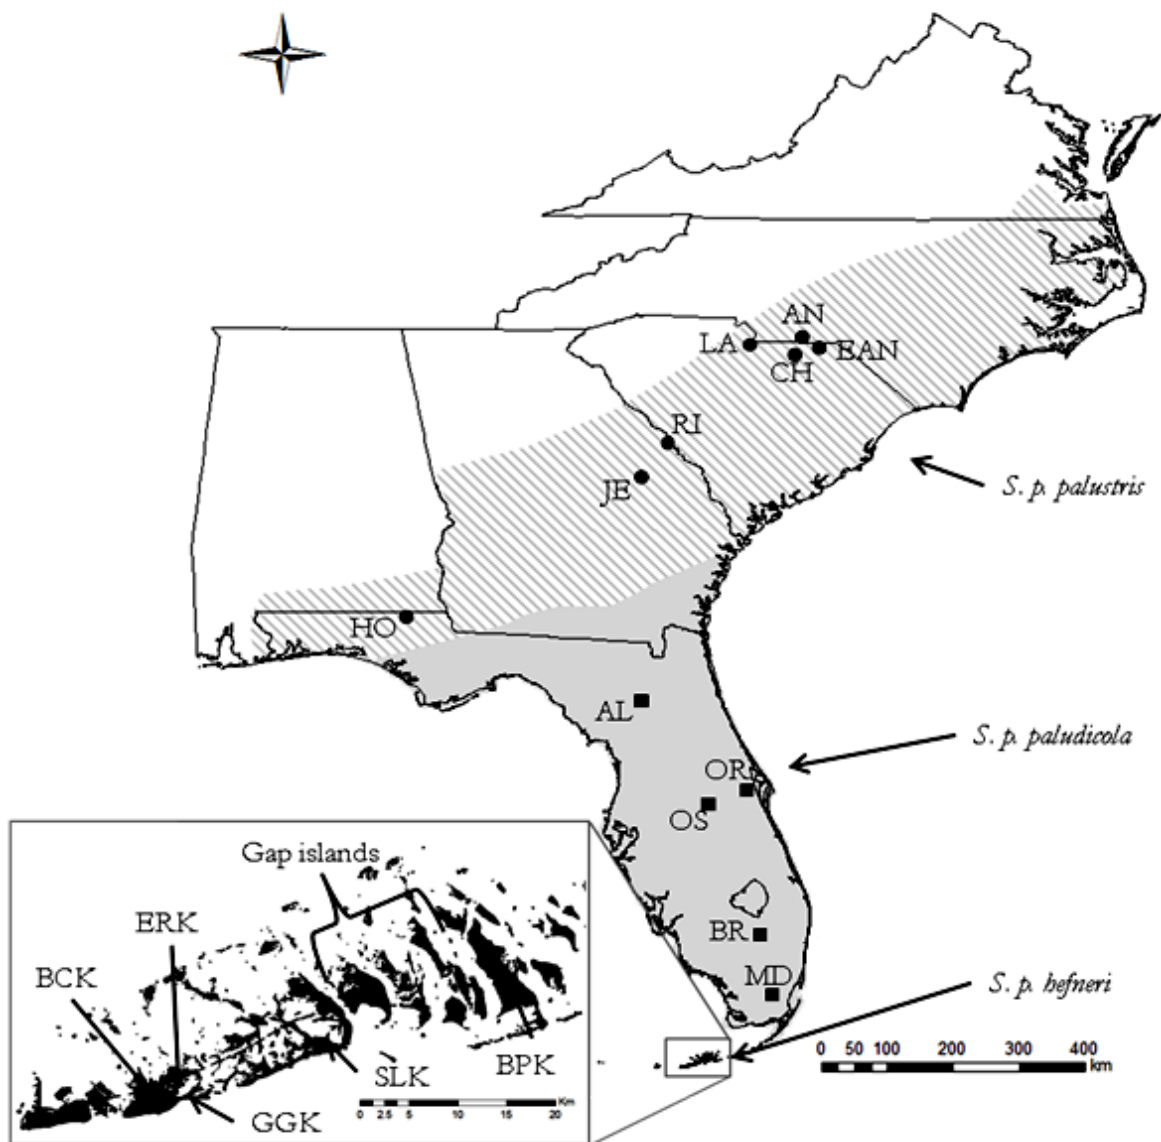 AN
LA
EAN
CH
RI
S. p. palustris
JE
HO
AL
S. p. paludicola
OR
OS
Gap islands
ERK
BR
BCK
MD
S. p. hefneri
BPK
SLK
GGK
0 50 100 200 300 400
km
0 2.5 5 10 15 20
Km